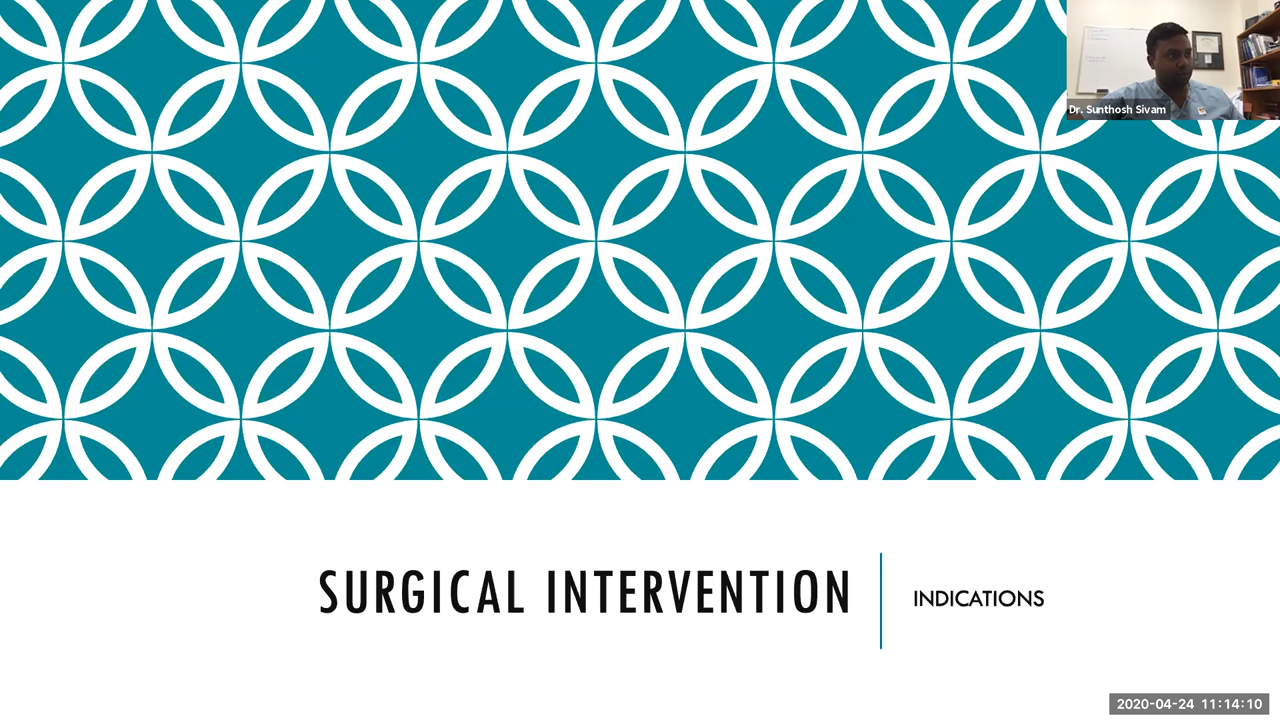 Dr. Sunthosh Sivam
SURGICAL INTERVENTION
INDICATIONS
2020-04-24 11:14:10